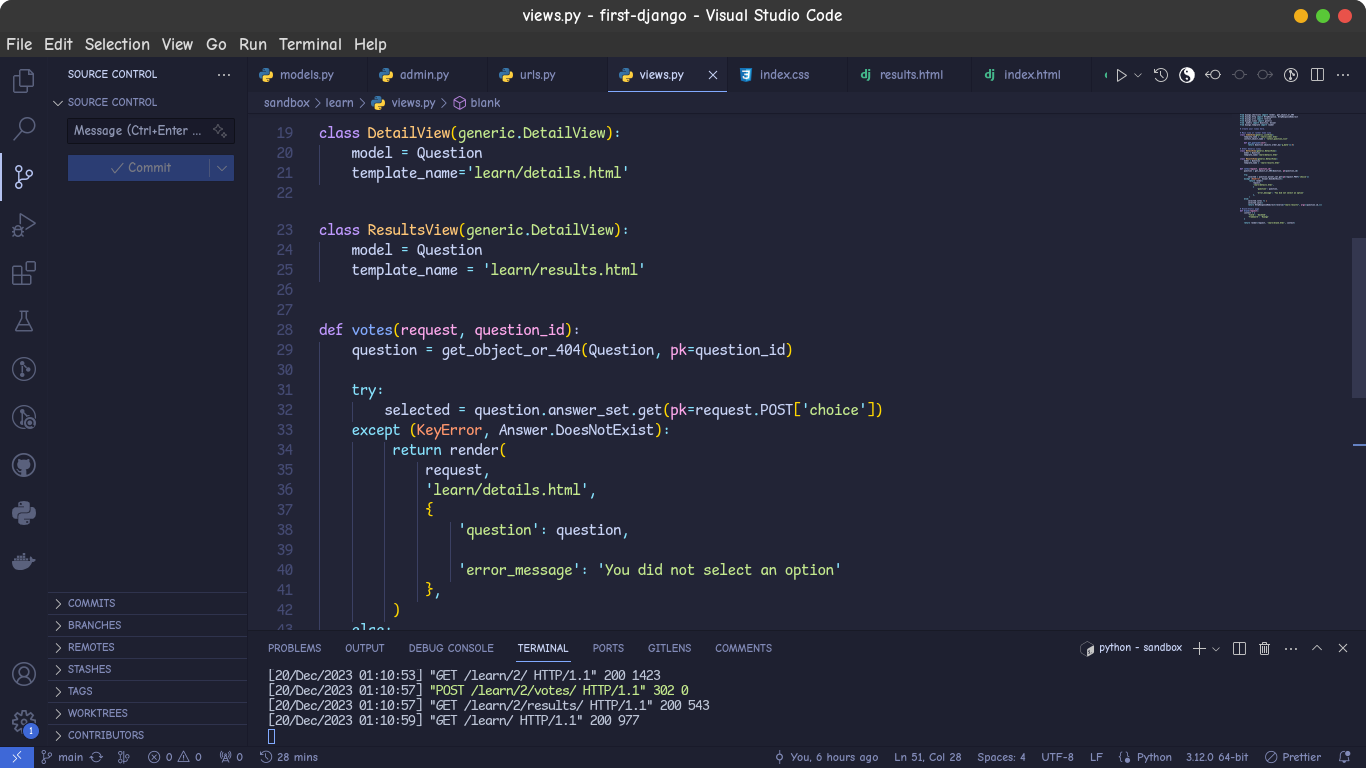 views.py - first-django - Visual Studio Code
File Edit Selection View Go Run Terminal Help
SOURCE CONTROL
models.py admin.py urls.py views.py index.css results.html index.html
SOURCE CONTROL
sandbox > learn > views.py > blank
Message (Ctrl+Enter ...
Commit
19 class DetailView(generic.DetailView):
20 model = Question
21 template_name='learn/details.html'
22
23 class ResultsView(generic.DetailView):
24 model = Question
25 template_name = 'learn/results.html'
26
27
28 def votes(request, question_id):
29 question = get_object_or_404(Question, pk=question_id)
30
31 try:
32 selected = question.answer_set.get(pk=request.POST['choice'])
33 except (KeyError, Answer.DoesNotExist):
34 return render(
35 request,
36 'learn/details.html',
37 {
38 'question': question,
39
40 'error_message': 'You did not select an option'
41 },
42 )
43 else:
COMMITS
BRANCHES
REMOTES
STASHES
TAGS
WORKTREES
CONTRIBUTORS
PROBLEMS OUTPUT DEBUG CONSOLE TERMINAL PORTS GITLENS COMMENTS python - sandbox
[20/Dec/2023 01:10:53] "GET /learn/2/ HTTP/1.1" 200 1423
[20/Dec/2023 01:10:57] "POST /learn/2/votes/ HTTP/1.1" 302 0
[20/Dec/2023 01:10:57] "GET /learn/2/results/ HTTP/1.1" 200 543
[20/Dec/2023 01:10:59] "GET /learn/ HTTP/1.1" 200 977
1
main 0 0 0 28 mins You, 6 hours ago Ln 51, Col 28 Spaces: 4 UTF-8 LF Python 3.12.0 64-bit Prettier